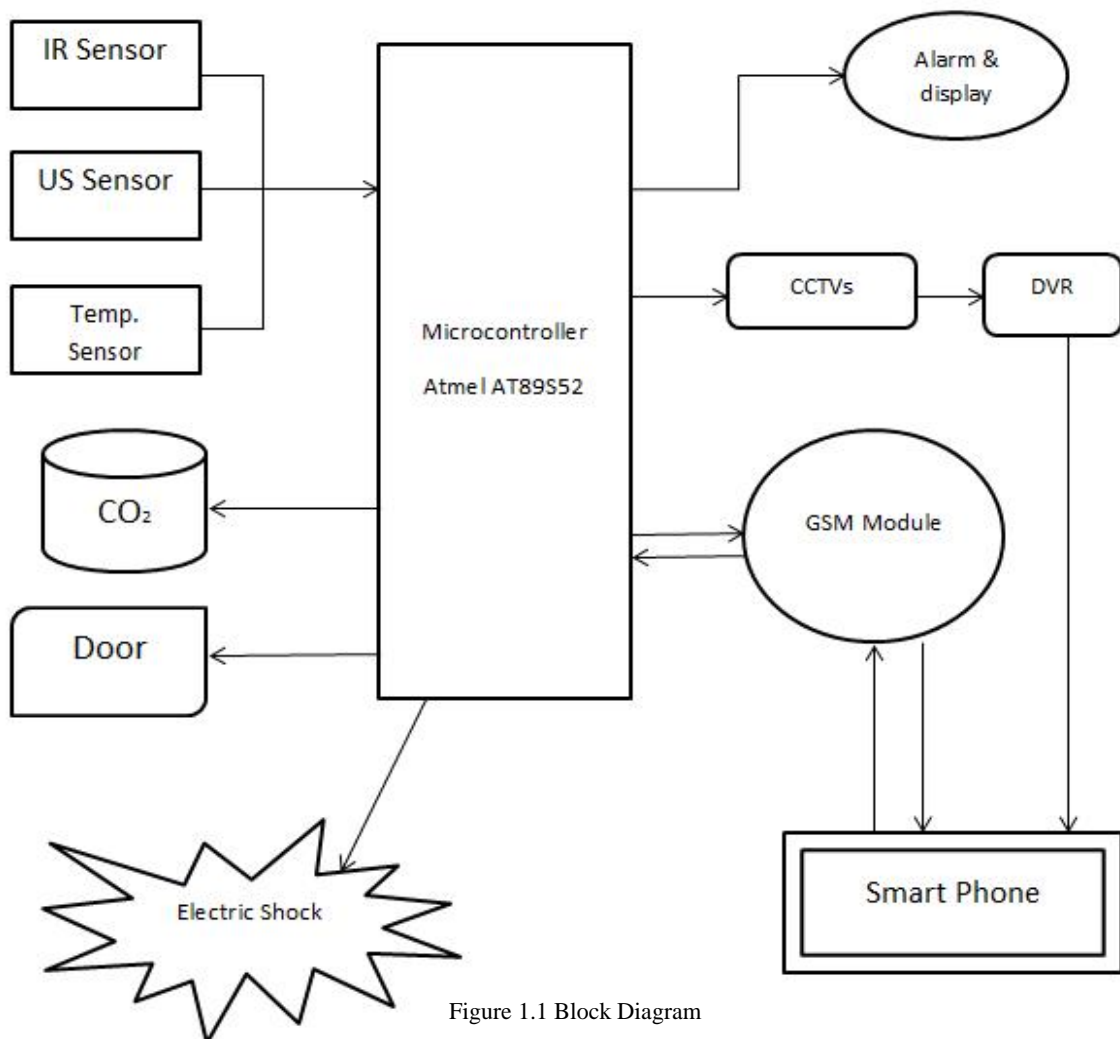 IR Sensor
Alarm &
display
US Sensor
CCTVs
DVR
Temp.
Sensor
Microcontroller
Atmel AT89S52
CO₂
GSM Module
Door
Smart Phone
Electric Shock
Figure 1.1 Block Diagram